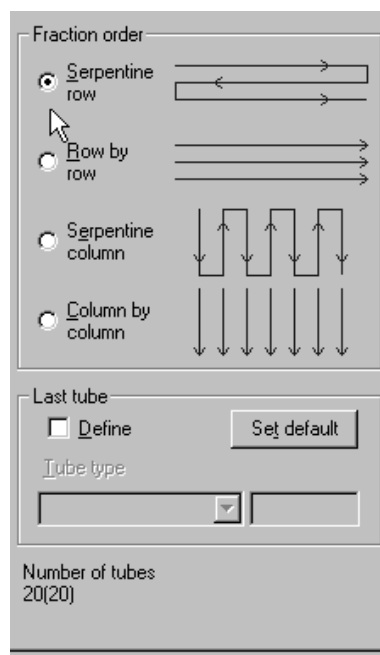 Fraction order
Serpentine
row
Row by
row
Serpentine
column
Column by
column
Last tube
Define
Set default
Tube type
Number of tubes
20(20)